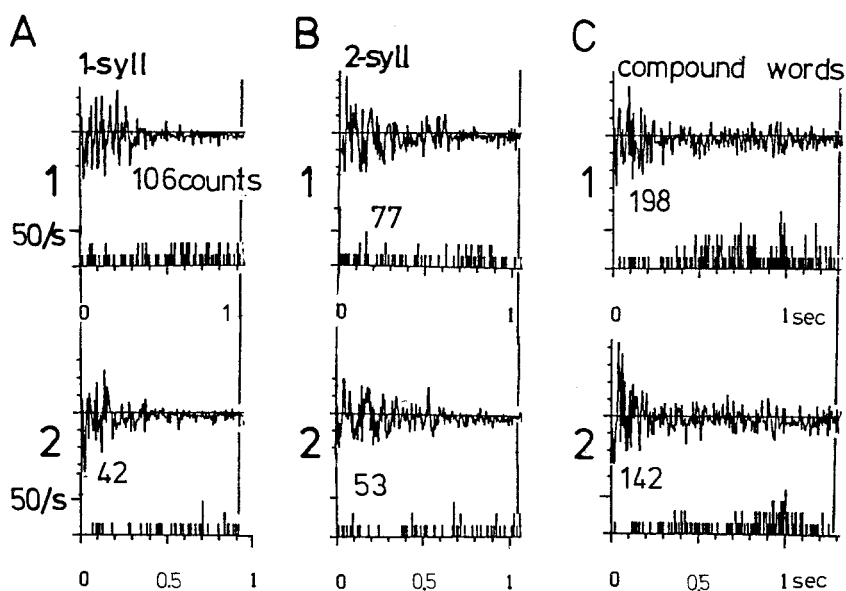 A B C
1-syll 2-syll compound words
1 106counts 1 77 1 198
50/s
0 1 0 1 0 1sec
2 42 2 53 2 142
50/s
0 0.5 1 0 0.5 1 0 0.5 1sec